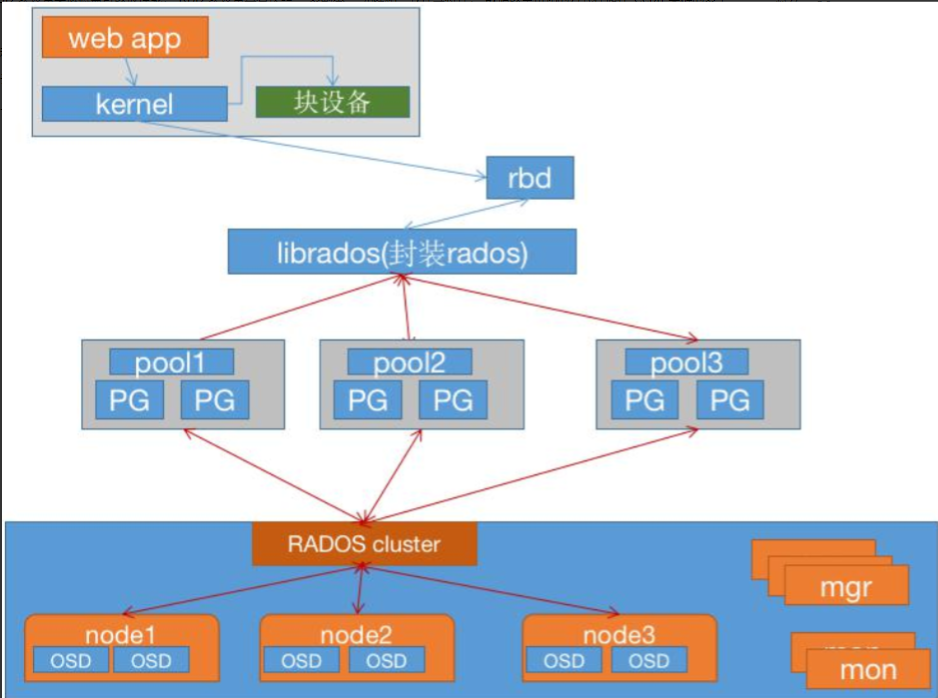 web app
kernel
块设备
rbd
librados(封装rados)
pool1
PG PG
pool2
PG PG
pool3
PG PG
RADOS cluster
node1
OSD OSD
node2
OSD OSD
node3
OSD OSD
mgr
mon